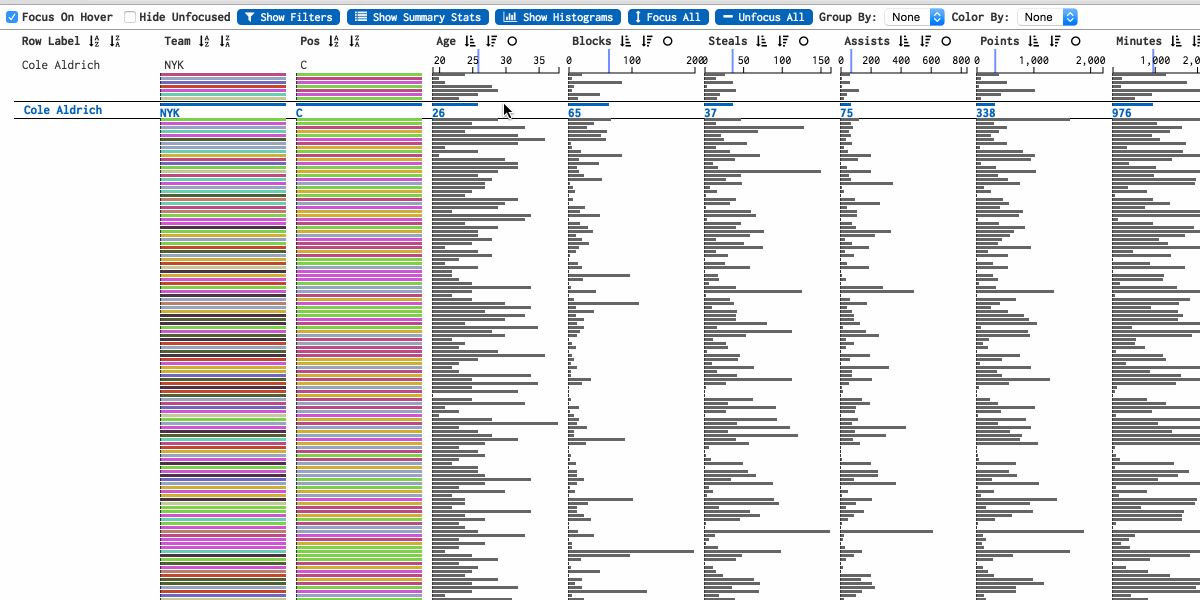 Focus On Hover Hide Unfocused Show Filters Show Summary Stats Show Histograms Focus All Unfocus All Group By: None Color By: None
Row Label Team Pos Age Blocks Steals Assists Points Minutes
Cole Aldrich NYK C 20 25 30 35 0 100 200 0 50 100 150 0 200 400 600 800 0 1,000 2,000 0 1,000 2,0
Cole Aldrich NYK C 26 65 37 75 338 976